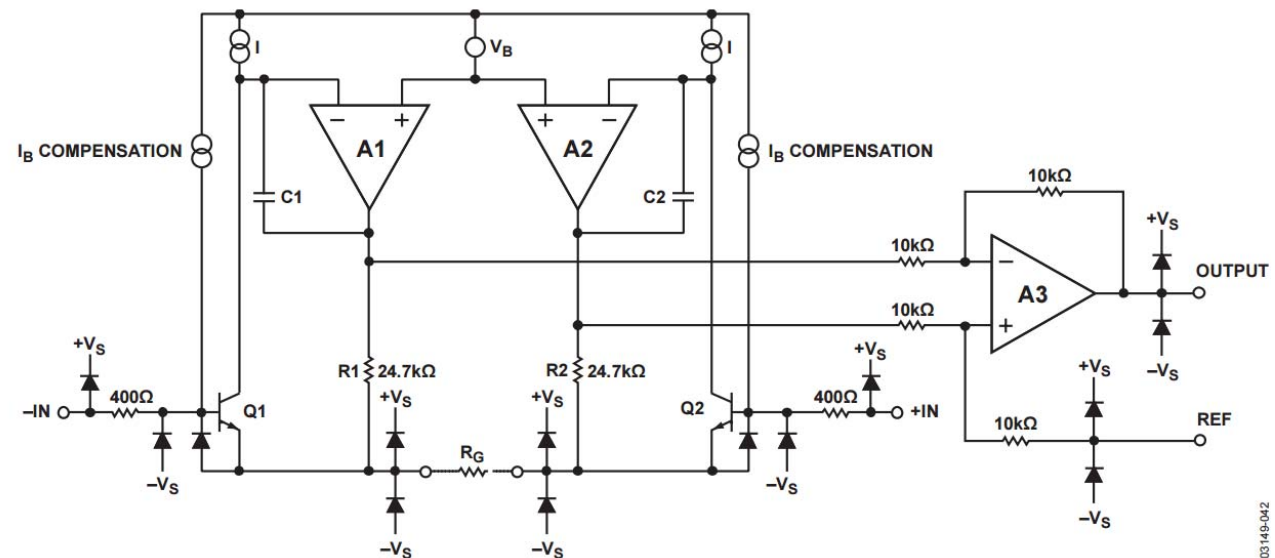 I
V_B
I
− + + −
A1
A2
I_B COMPENSATION
I_B COMPENSATION
C1
C2
10kΩ
10kΩ
10kΩ
+V_S
−
A3
+
OUTPUT
−V_S
+V_S
R1 24.7kΩ
R2 24.7kΩ
+V_S
−IN
400Ω
Q1
+V_S
+V_S
Q2
400Ω
+IN
+V_S
10kΩ
REF
R_G
−V_S
−V_S
−V_S
−V_S
−V_S
03149-042